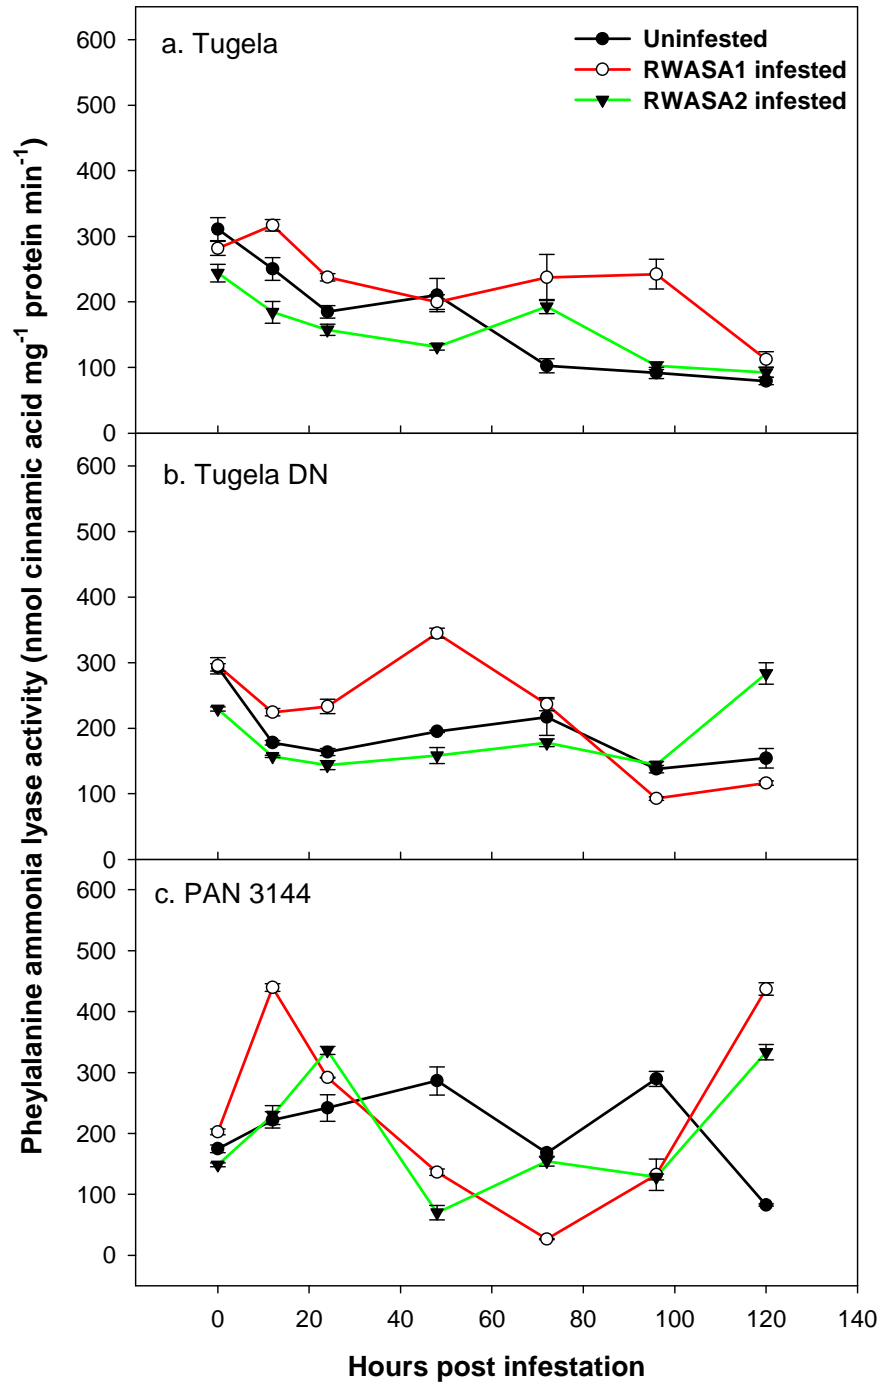 Pheylalanine ammonia lyase activity (nmol cinnamic acid mg⁻¹ protein min⁻¹)
a. Tugela
Uninfested
RWASA1 infested
RWASA2 infested
600
500
400
300
200
100
0
b. Tugela DN
600
500
400
300
200
100
0
c. PAN 3144
600
500
400
300
200
100
0
0 20 40 60 80 100 120 140
Hours post infestation